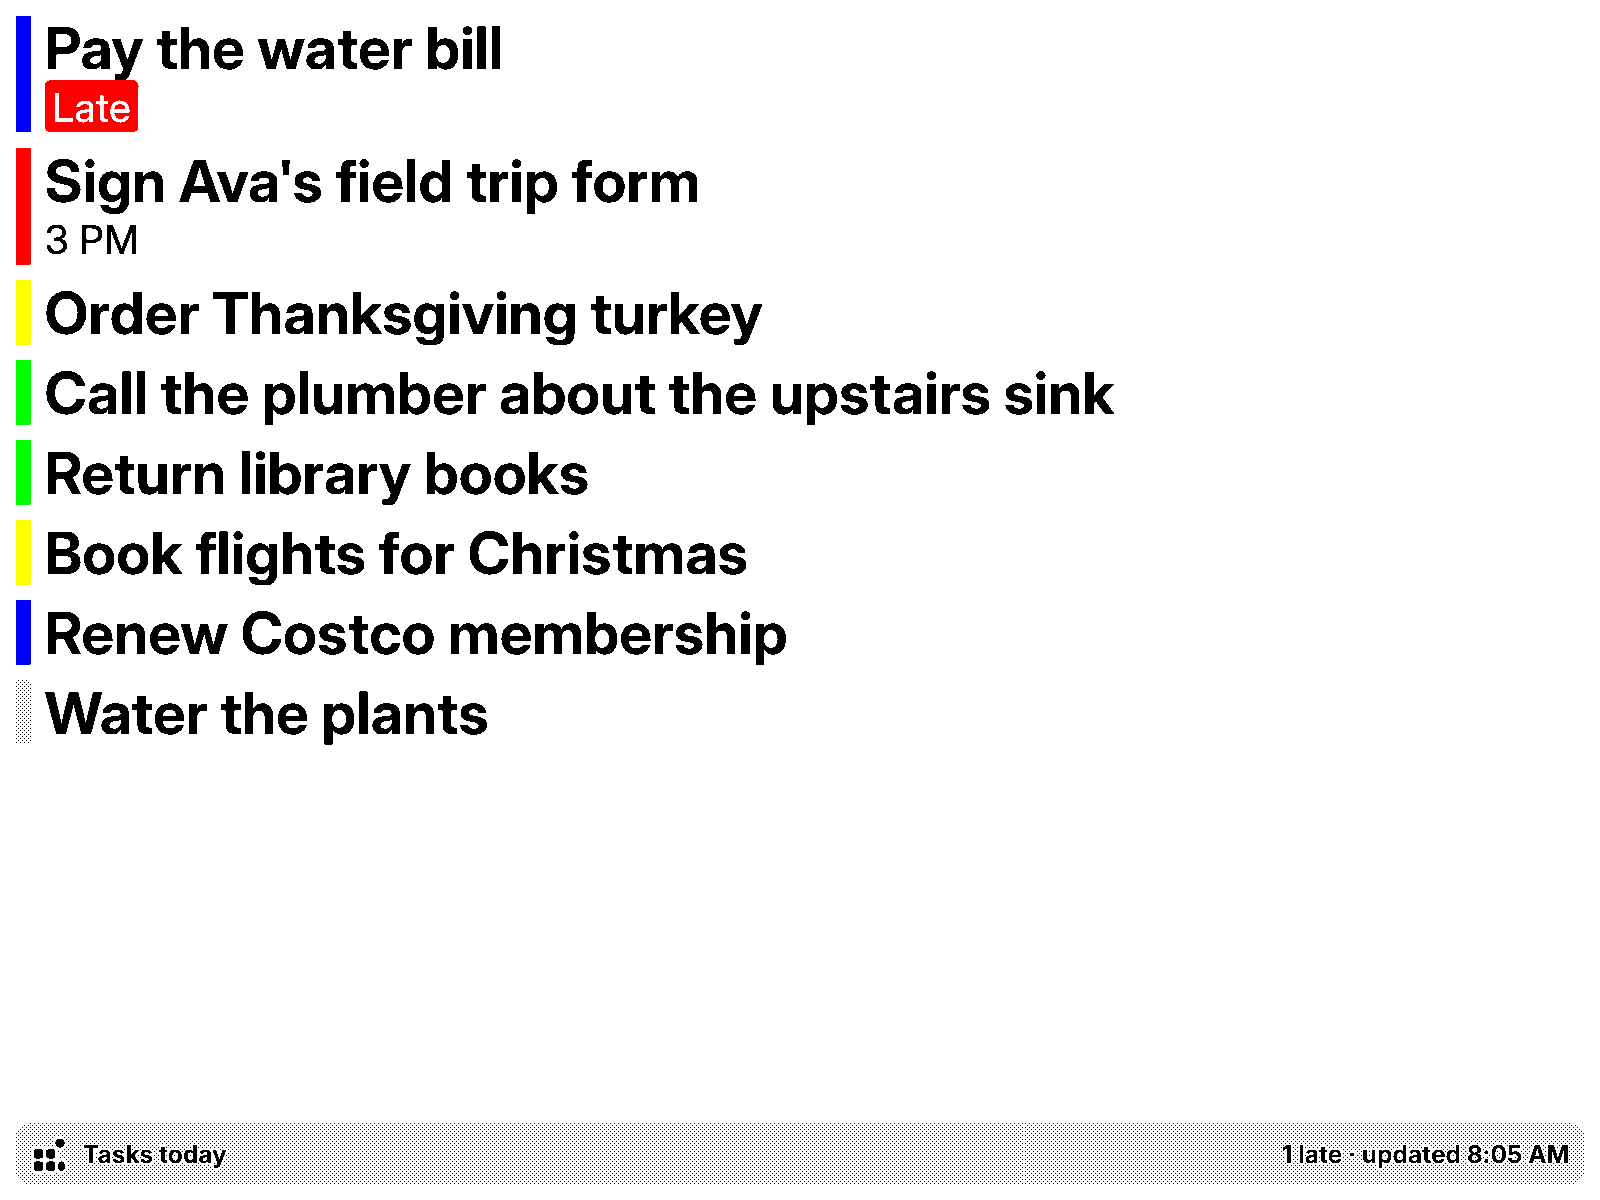 Pay the water bill
Late
Sign Ava's field trip form
3 PM
Order Thanksgiving turkey
Call the plumber about the upstairs sink
Return library books
Book flights for Christmas
Renew Costco membership
Water the plants
Tasks today
1 late · updated 8:05 AM